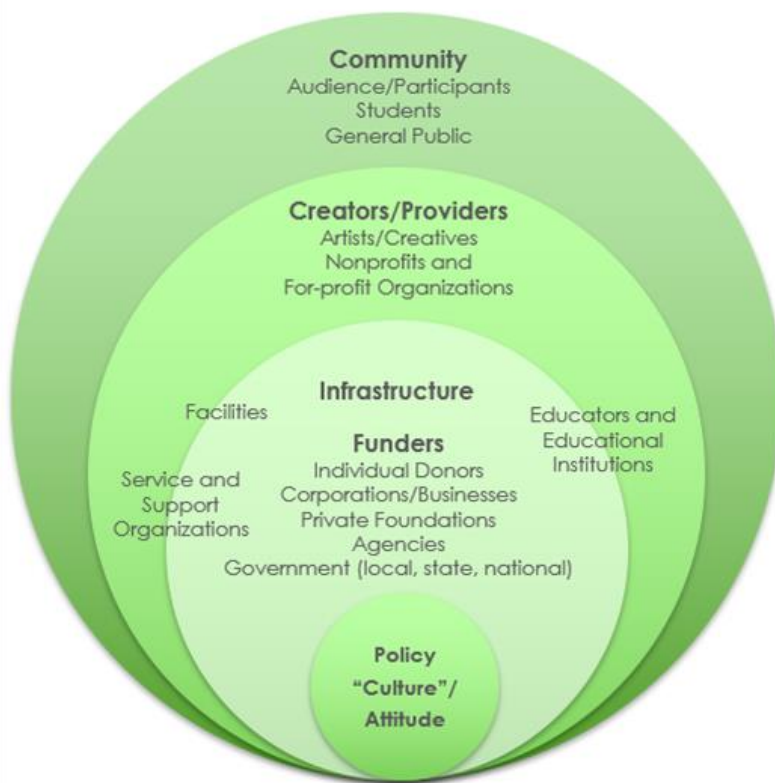 Community
Audience/Participants
Students
General Public
Creators/Providers
Artists/Creatives
Nonprofits and
For-profit Organizations
Infrastructure
Facilities
Service and
Support
Organizations
Educators and
Educational
Institutions
Funders
Individual Donors
Corporations/Businesses
Private Foundations
Agencies
Government (local, state, national)
Policy
“Culture”/
Attitude